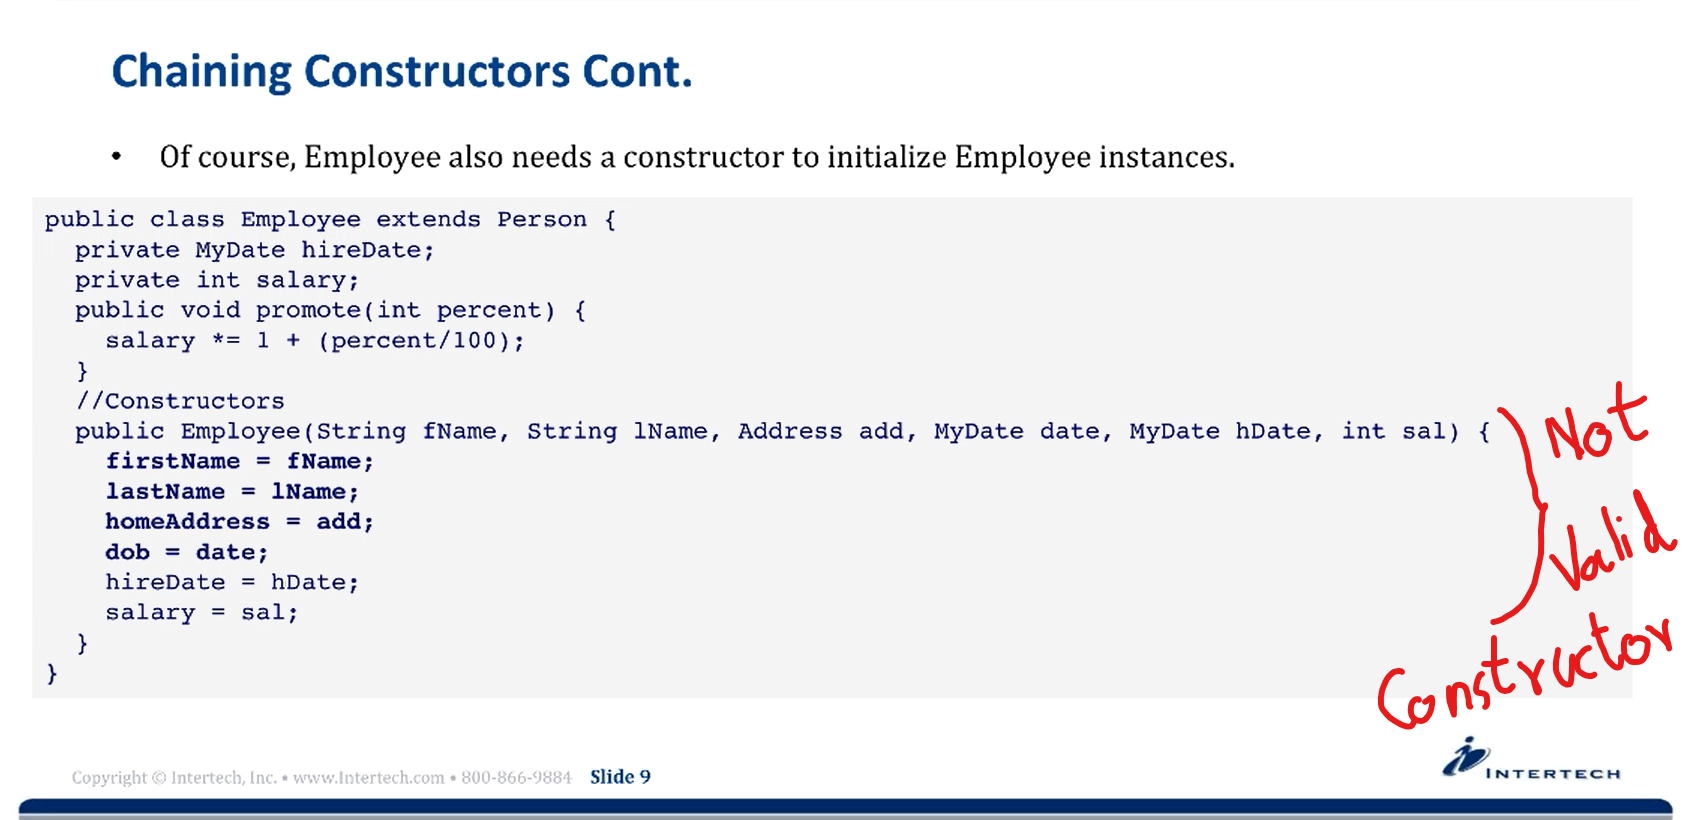 Chaining Constructors Cont.
• Of course, Employee also needs a constructor to initialize Employee instances.
public class Employee extends Person {
  private MyDate hireDate;
  private int salary;
  public void promote(int percent) {
    salary *= 1 + (percent/100);
  }
  //Constructors
  public Employee(String fName, String lName, Address add, MyDate date, MyDate hDate, int sal) {
    firstName = fName;
    lastName = lName;
    homeAddress = add;
    dob = date;
    hireDate = hDate;
    salary = sal;
  }
}
Not
Valid
Constructor
Copyright © Intertech, Inc. • www.Intertech.com • 800-866-9884 Slide 9
INTERTECH